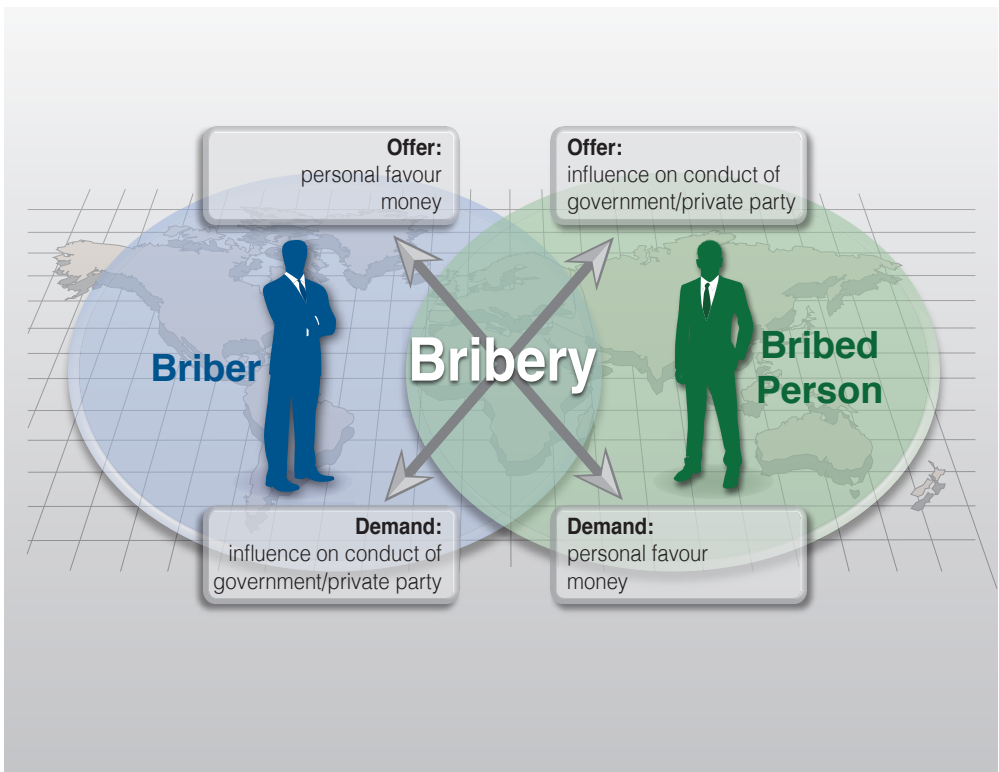 Offer:
personal favour
money
Offer:
influence on conduct of
government/private party
Briber
Bribery
Bribed
Person
Demand:
influence on conduct of
government/private party
Demand:
personal favour
money